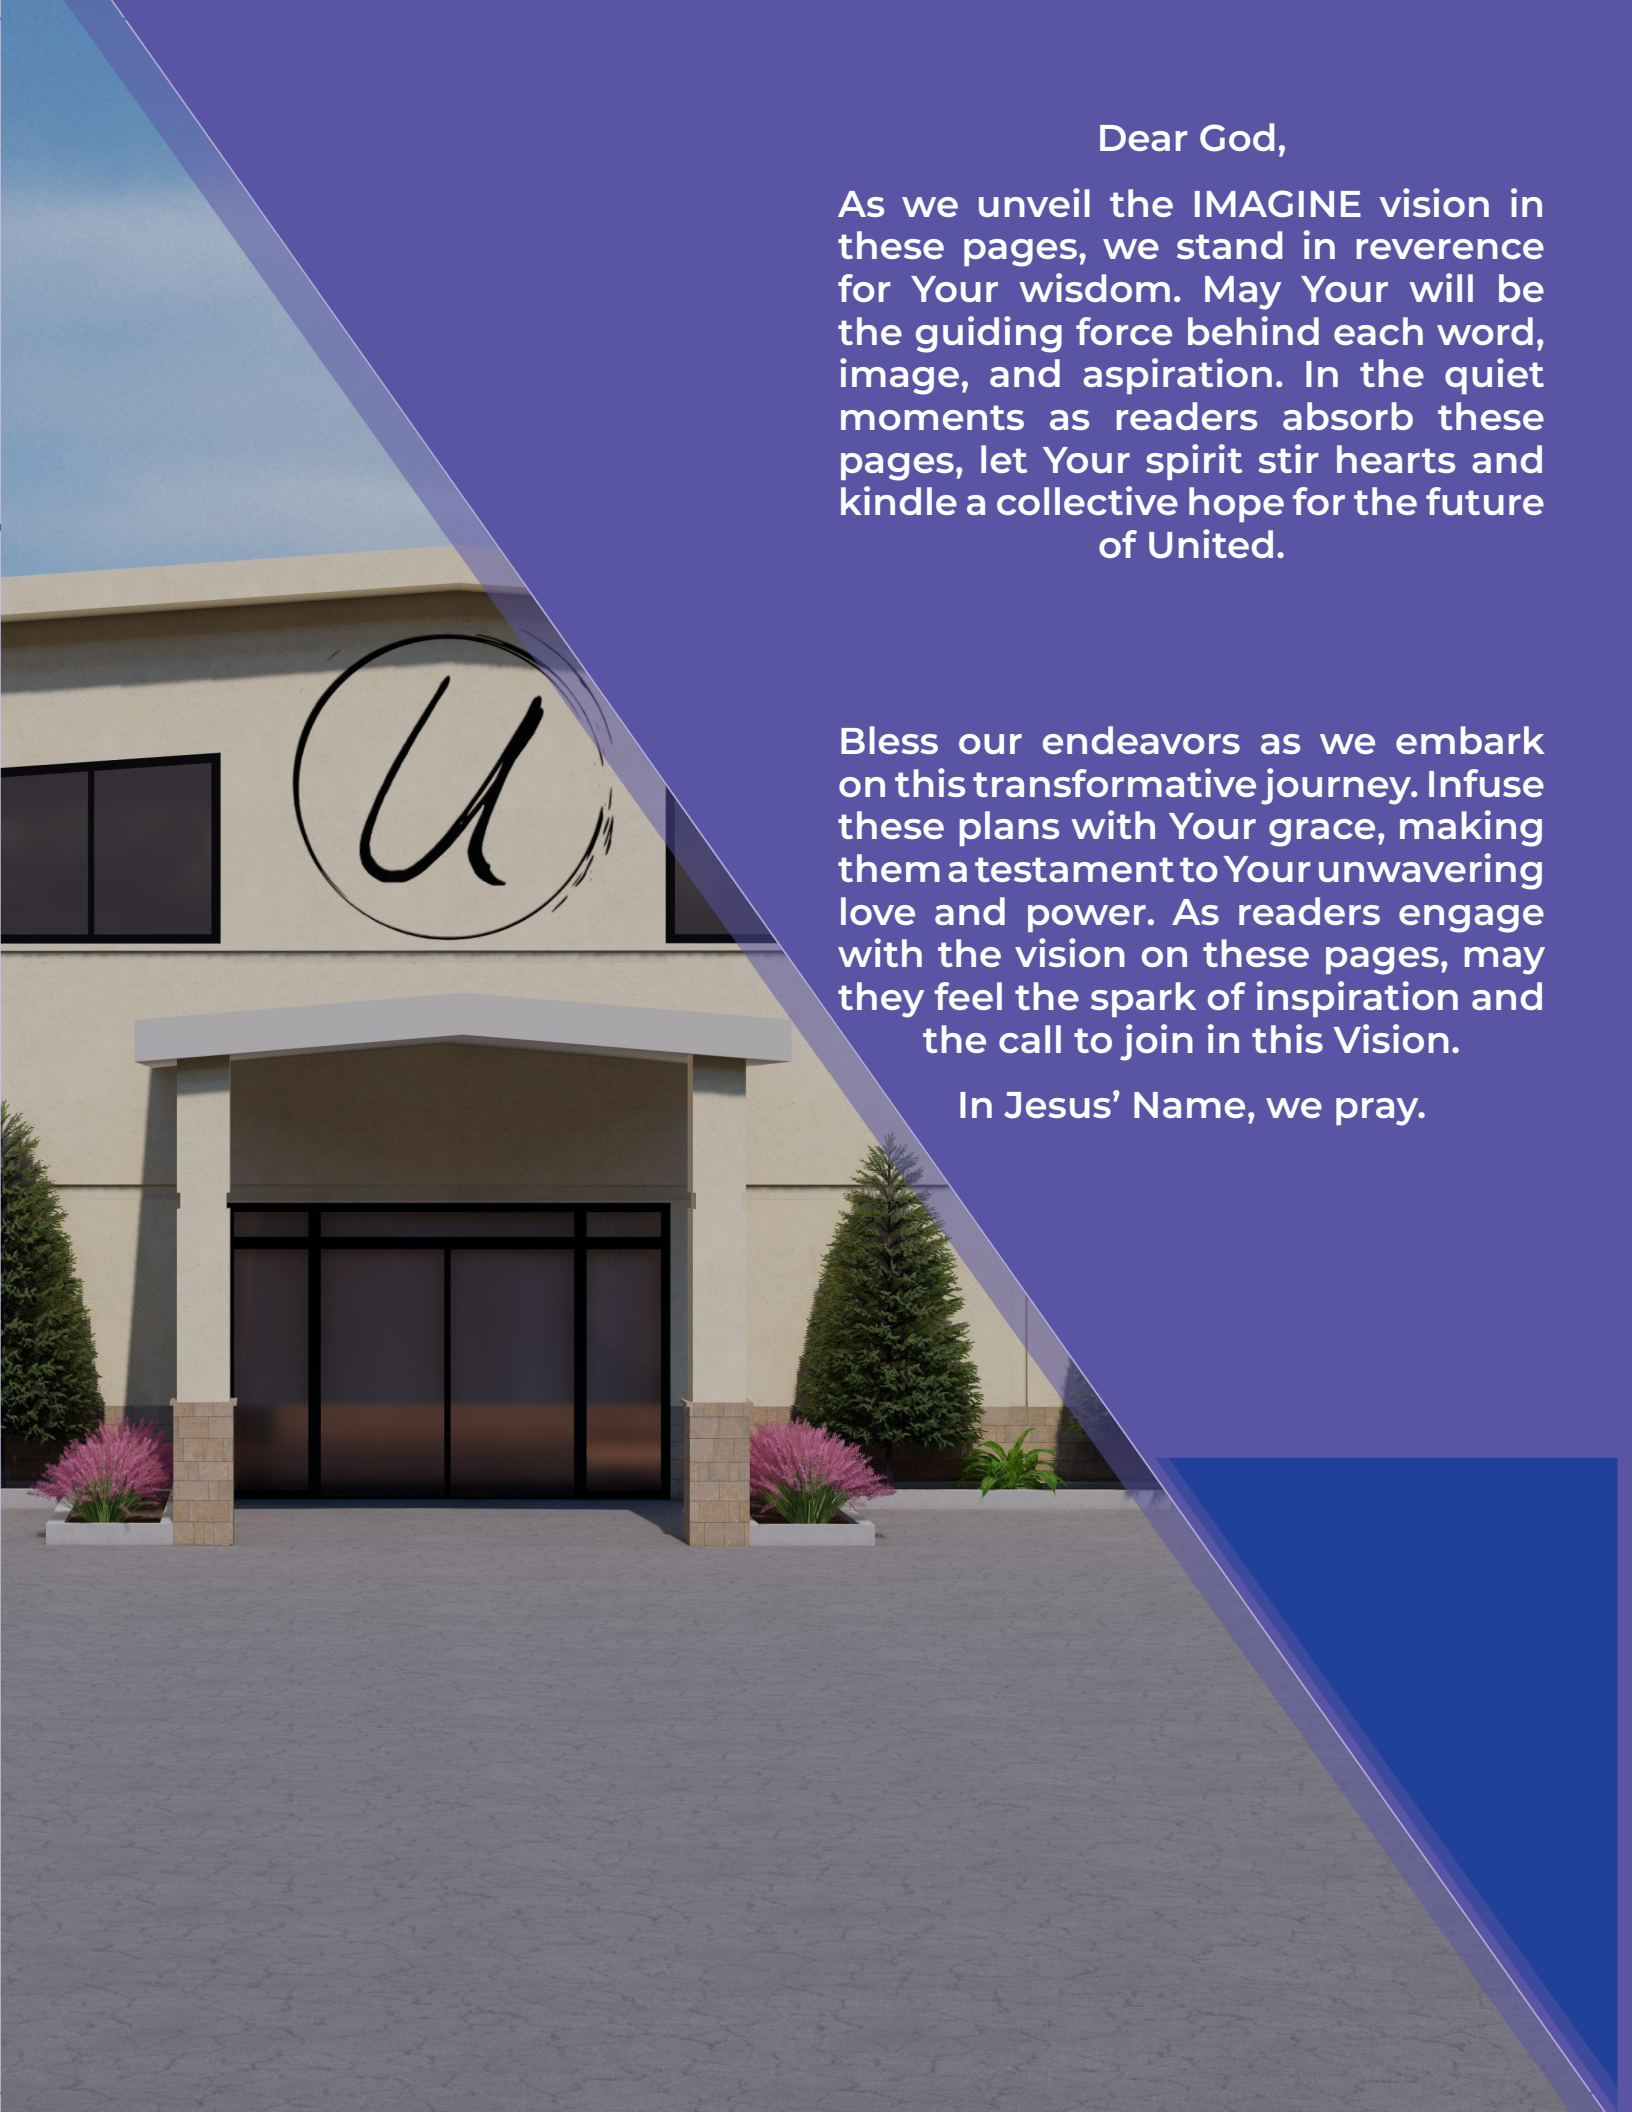 U
Dear God,
As we unveil the IMAGINE vision in
these pages, we stand in reverence
for Your wisdom. May Your will be
the guiding force behind each word,
image, and aspiration. In the quiet
moments as readers absorb these
pages, let Your spirit stir hearts and
kindle a collective hope for the future
of United.
Bless our endeavors as we embark
on this transformative journey. Infuse
these plans with Your grace, making
them a testament to Your unwavering
love and power. As readers engage
with the vision on these pages, may
they feel the spark of inspiration and
the call to join in this Vision.
In Jesus’ Name, we pray.